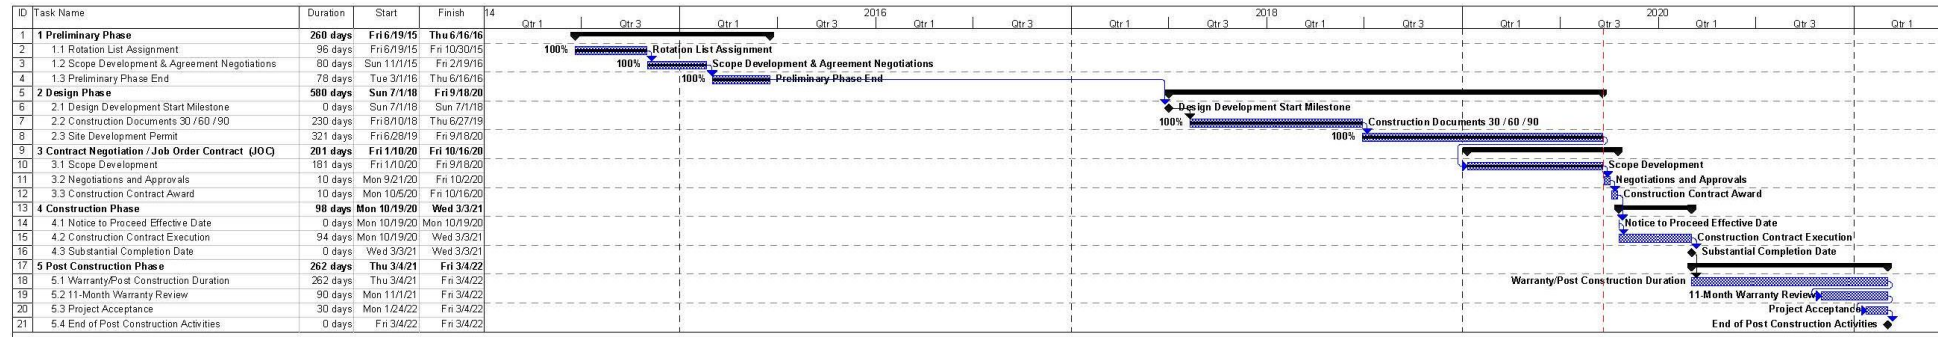 ID Task Name Duration Start Finish 14 2016 2018 2020
Qtr 1 Qtr 3 Qtr 1 Qtr 3 Qtr 1 Qtr 3 Qtr 1 Qtr 3 Qtr 1 Qtr 3 Qtr 1 Qtr 3 Qtr 1 Qtr 3 Qtr 1
1 1 Preliminary Phase 260 days Fri 6/19/15 Thu 6/16/16
2 1.1 Rotation List Assignment 96 days Fri 6/19/15 Fri 10/30/15 100% Rotation List Assignment
3 1.2 Scope Development & Agreement Negotiations 80 days Sun 11/1/15 Fri 2/19/16 100% Scope Development & Agreement Negotiations
4 1.3 Preliminary Phase End 78 days Tue 3/1/16 Thu 6/16/16 100% Preliminary Phase End
5 2 Design Phase 580 days Sun 7/1/18 Fri 9/18/20
6 2.1 Design Development Start Milestone 0 days Sun 7/1/18 Sun 7/1/18 Design Development Start Milestone
7 2.2 Construction Documents 30 / 60 / 90 230 days Fri 8/10/18 Thu 6/27/19 100% Construction Documents 30 / 60 / 90
8 2.3 Site Development Permit 321 days Fri 6/28/19 Fri 9/18/20 100%
9 3 Contract Negotiation / Job Order Contract (JOC) 201 days Fri 1/10/20 Fri 10/16/20
10 3.1 Scope Development 181 days Fri 1/10/20 Fri 9/18/20 Scope Development
11 3.2 Negotiations and Approvals 10 days Mon 9/21/20 Fri 10/2/20 Negotiations and Approvals
12 3.3 Construction Contract Award 10 days Mon 10/5/20 Fri 10/16/20 Construction Contract Award
13 4 Construction Phase 98 days Mon 10/19/20 Wed 3/3/21
14 4.1 Notice to Proceed Effective Date 0 days Mon 10/19/20 Mon 10/19/20 Notice to Proceed Effective Date
15 4.2 Construction Contract Execution 94 days Mon 10/19/20 Wed 3/3/21 Construction Contract Execution
16 4.3 Substantial Completion Date 0 days Wed 3/3/21 Wed 3/3/21 Substantial Completion Date
17 5 Post Construction Phase 262 days Thu 3/4/21 Fri 3/4/22
18 5.1 Warranty/Post Construction Duration 262 days Thu 3/4/21 Fri 3/4/22 Warranty/Post Construction Duration
19 5.2 11-Month Warranty Review 90 days Mon 11/1/21 Fri 3/4/22 11-Month Warranty Review
20 5.3 Project Acceptance 30 days Mon 1/24/22 Fri 3/4/22 Project Acceptance
21 5.4 End of Post Construction Activities 0 days Fri 3/4/22 Fri 3/4/22 End of Post Construction Activities